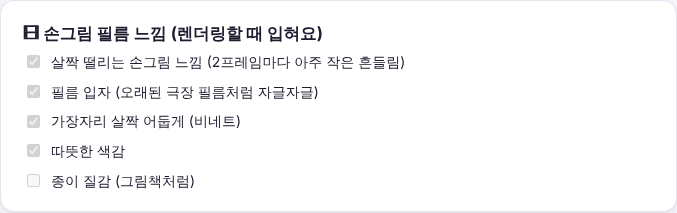 🎞 손그림 필름 느낌 (렌더링할 때 입혀요)
살짝 떨리는 손그림 느낌 (2프레임마다 아주 작은 흔들림)
필름 입자 (오래된 극장 필름처럼 자글자글)
가장자리 살짝 어둡게 (비네트)
따뜻한 색감
종이 질감 (그림책처럼)